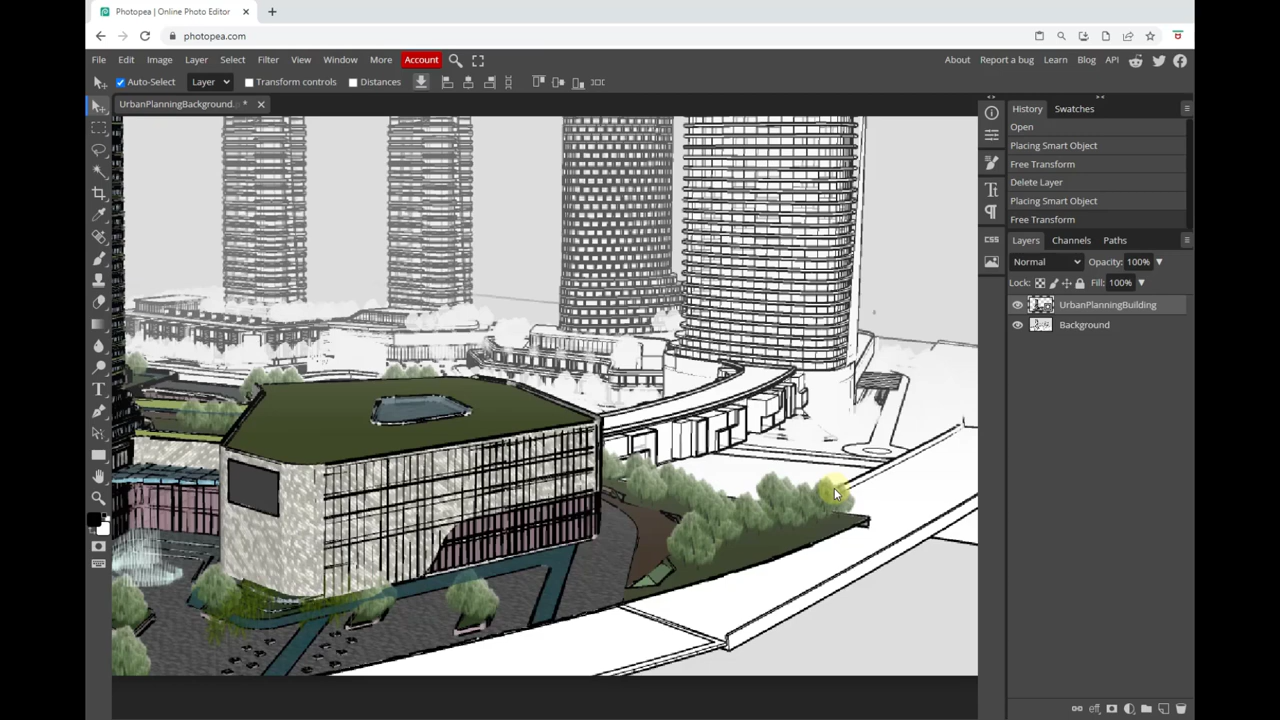 Photopea | Online Photo Editor
photopea.com
File Edit Image Layer Select Filter View Window More Account About Report a bug Learn Blog API
Auto-Select Layer Transform controls Distances
UrbanPlanningBackground. *
History Swatches
Open
Placing Smart Object
Free Transform
Delete Layer
Placing Smart Object
Free Transform
CSS
Layers Channels Paths
Normal Opacity: 100%
Lock: Fill: 100%
UrbanPlanningBuilding
Background
eff